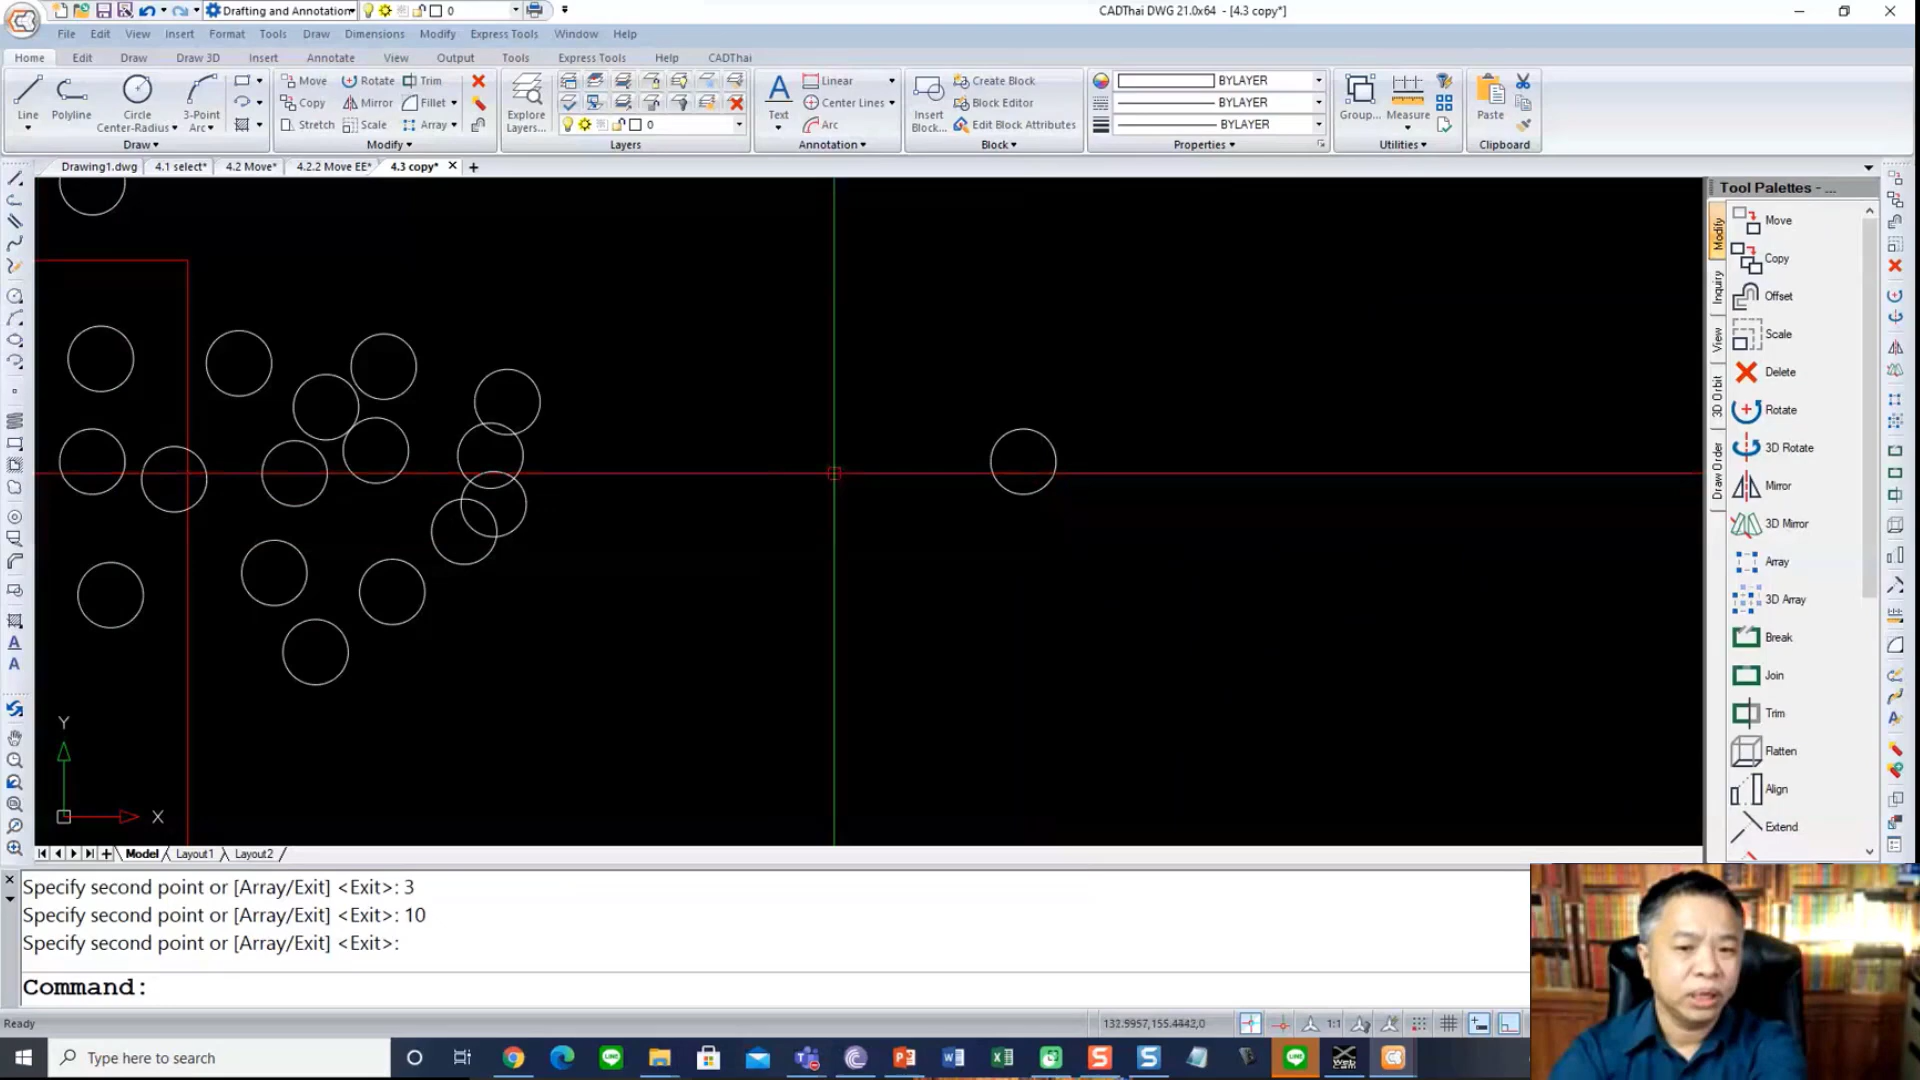 Drafting and Annotation
0
CADThai DWG 21.0x64 - [4.3 copy*]
File Edit View Insert Format Tools Draw Dimensions Modify Express Tools Window Help
Home Edit Draw Draw 3D Insert Annotate View Output Tools Express Tools Help CADThai
Line
Polyline
Circle
Center-Radius
3-Point
Arc
Draw
Move Rotate Trim
Copy Mirror Fillet
Stretch Scale Array
Modify
Explore
Layers...
0
Layers
Text
Linear
Center Lines
Arc
Annotation
Insert
Block...
Create Block
Block Editor
Edit Block Attributes
Block
BYLAYER
BYLAYER
BYLAYER
Properties
Group...
Measure
Utilities
Paste
Clipboard
Drawing1.dwg 4.1 select* 4.2 Move* 4.2.2 Move EE* 4.3 copy*
Tool Palettes - ...
Modify
Inquiry
View
3D Orbit
Draw Order
Move
Copy
Offset
Scale
Delete
Rotate
3D Rotate
Mirror
3D Mirror
Array
3D Array
Break
Join
Trim
Flatten
Align
Extend
Y
X
Model Layout1 Layout2
Specify second point or [Array/Exit] <Exit>: 3
Specify second point or [Array/Exit] <Exit>: 10
Specify second point or [Array/Exit] <Exit>:
Command:
Ready
132.9957,155.4442,0
1:1
Type here to search